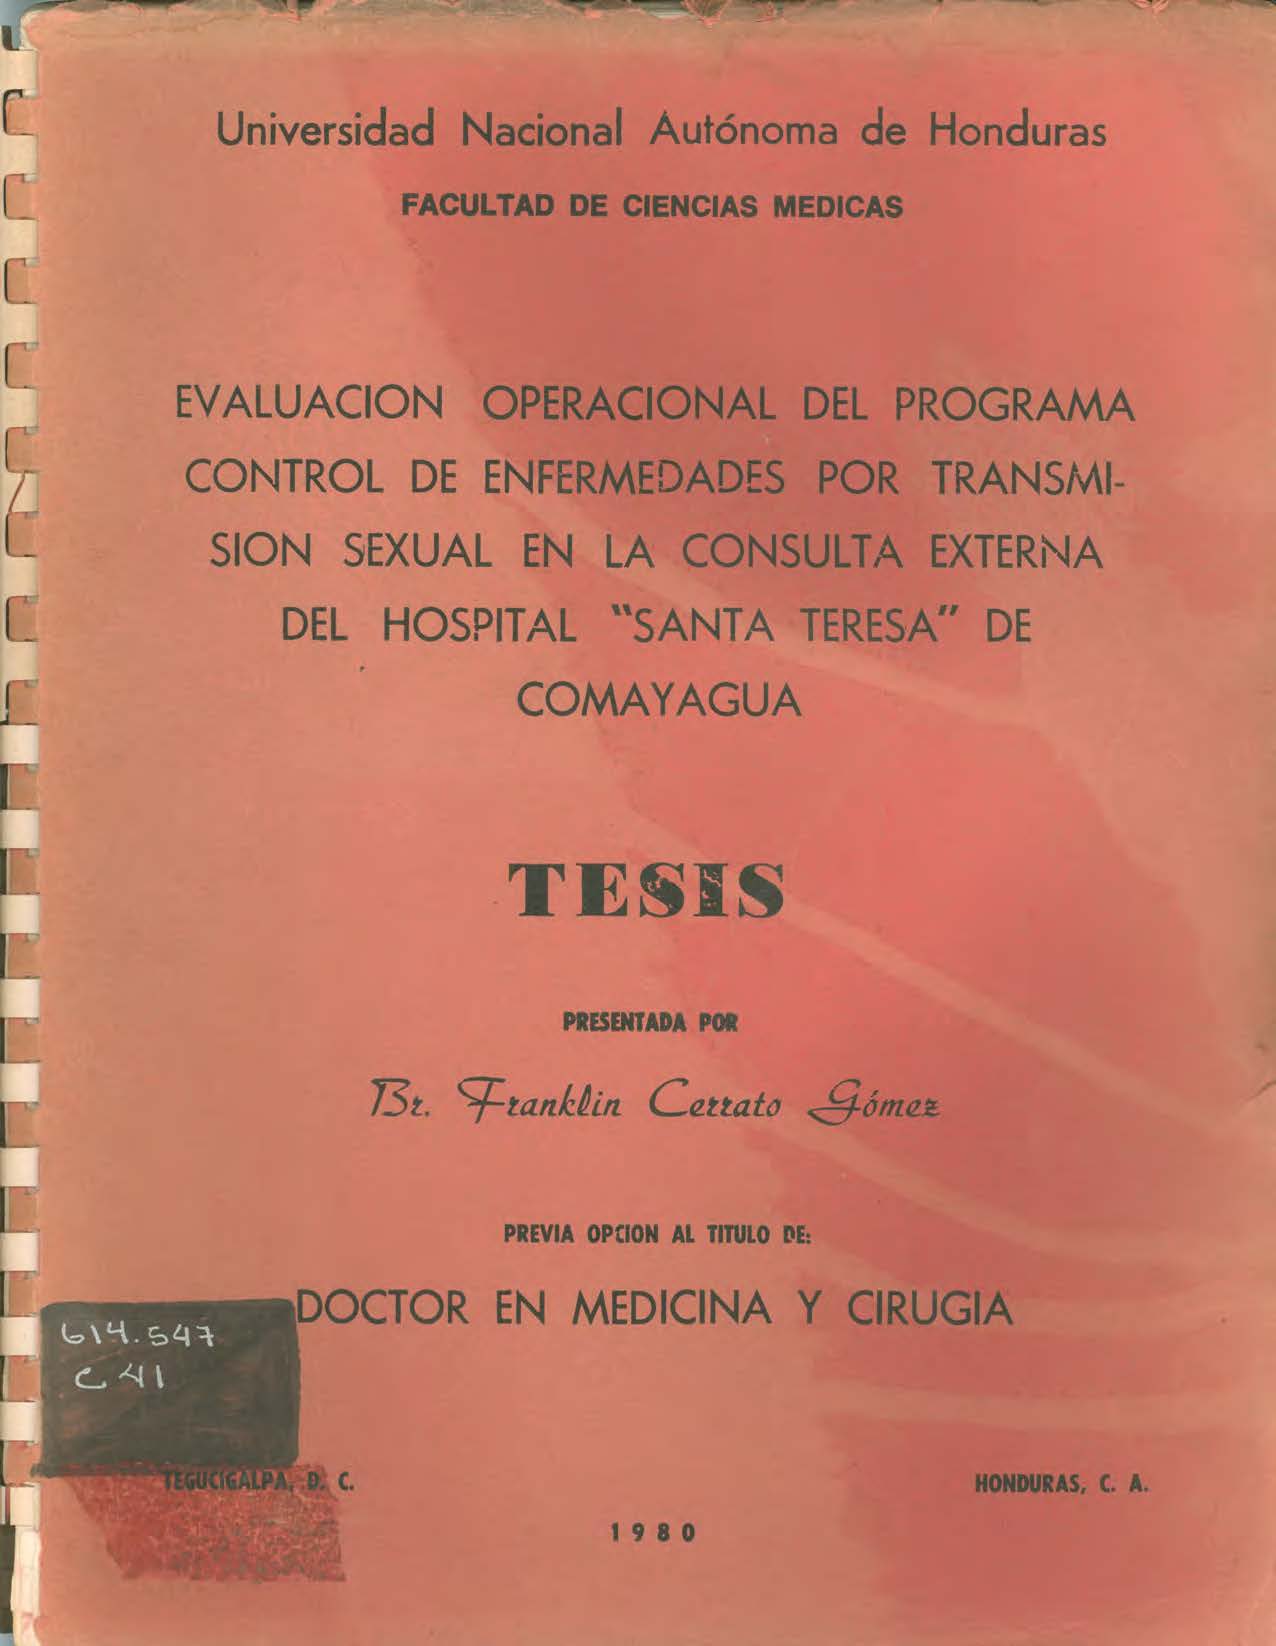 Universidad Nacional Autónoma de Honduras
FACULTAD DE CIENCIAS MEDICAS
EVALUACION OPERACIONAL DEL PROGRAMA
CONTROL DE ENFERMEDADES POR TRANSMI-
SION SEXUAL EN LA CONSULTA EXTERNA
DEL HOSPITAL "SANTA TERESA" DE
COMAYAGUA
TESIS
PRESENTADA POR
Br. Franklin Cerrato Gómez
PREVIA OPCION AL TITULO DE:
DOCTOR EN MEDICINA Y CIRUGIA
614.547
C 41
TEGUCIGALPA, D. C.
HONDURAS, C. A.
1980